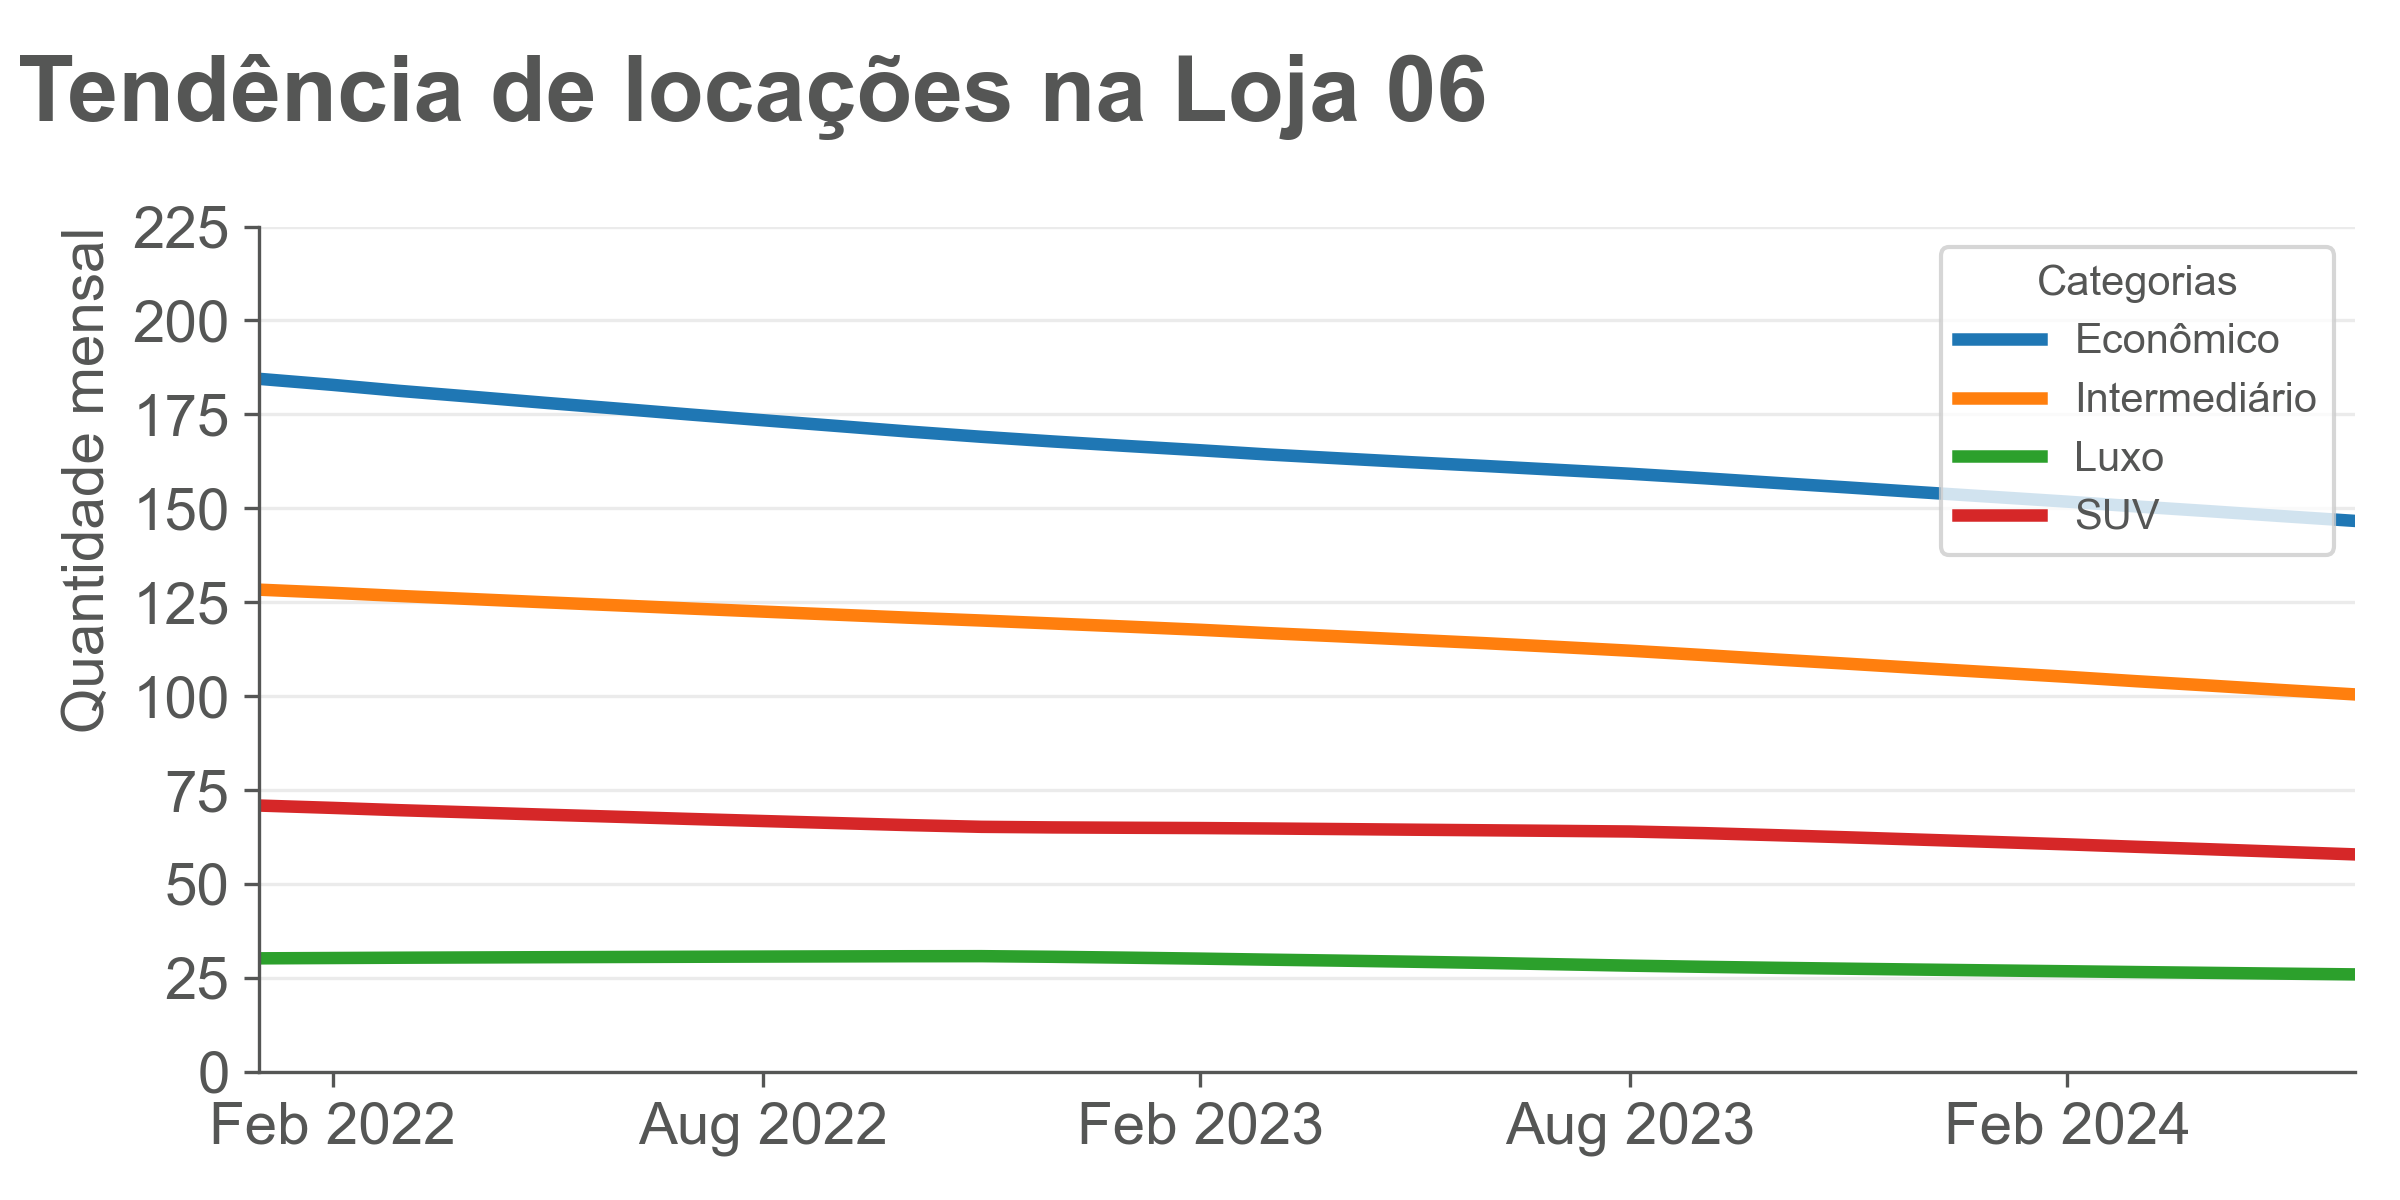 Tendência de locações na Loja 06
Quantidade mensal
225
200
175
150
125
100
75
50
25
0
Categorias
Econômico
Intermediário
Luxo
SUV
Feb 2022
Aug 2022
Feb 2023
Aug 2023
Feb 2024